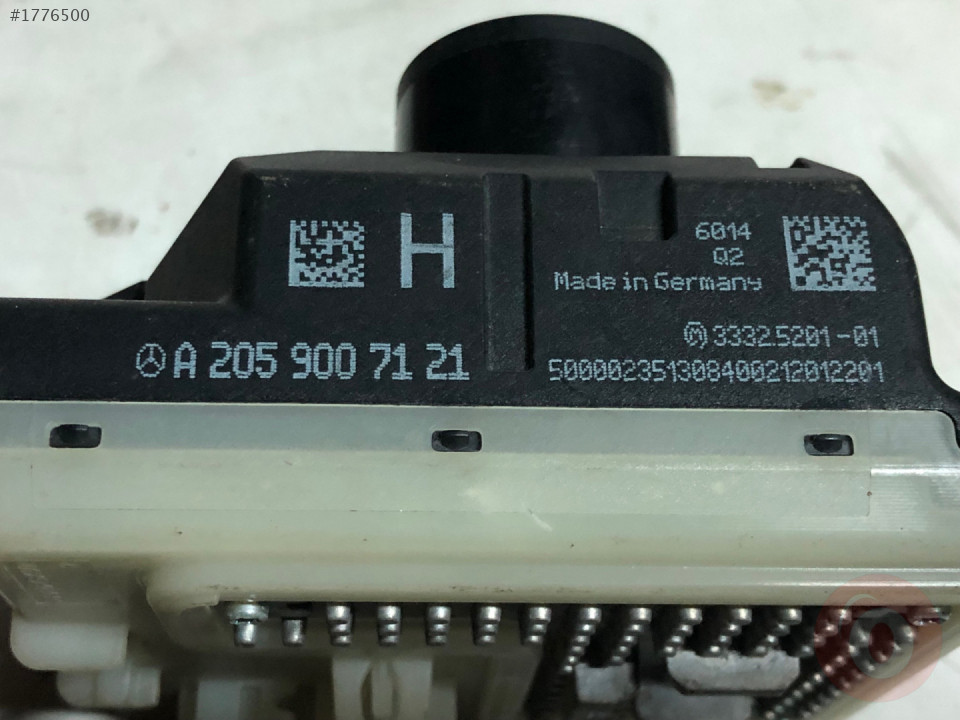 #1776500
H
6014
Q2
Made in Germany
3332.5201-01
A 205 900 71 21
50000235130840021201 2201